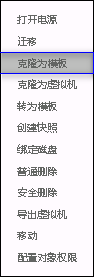 打开电源
迁移
克隆为模板
克隆为虚拟机
转为模板
创建快照
绑定磁盘
普通删除
安全删除
导出虚拟机
移动
配置对象权限